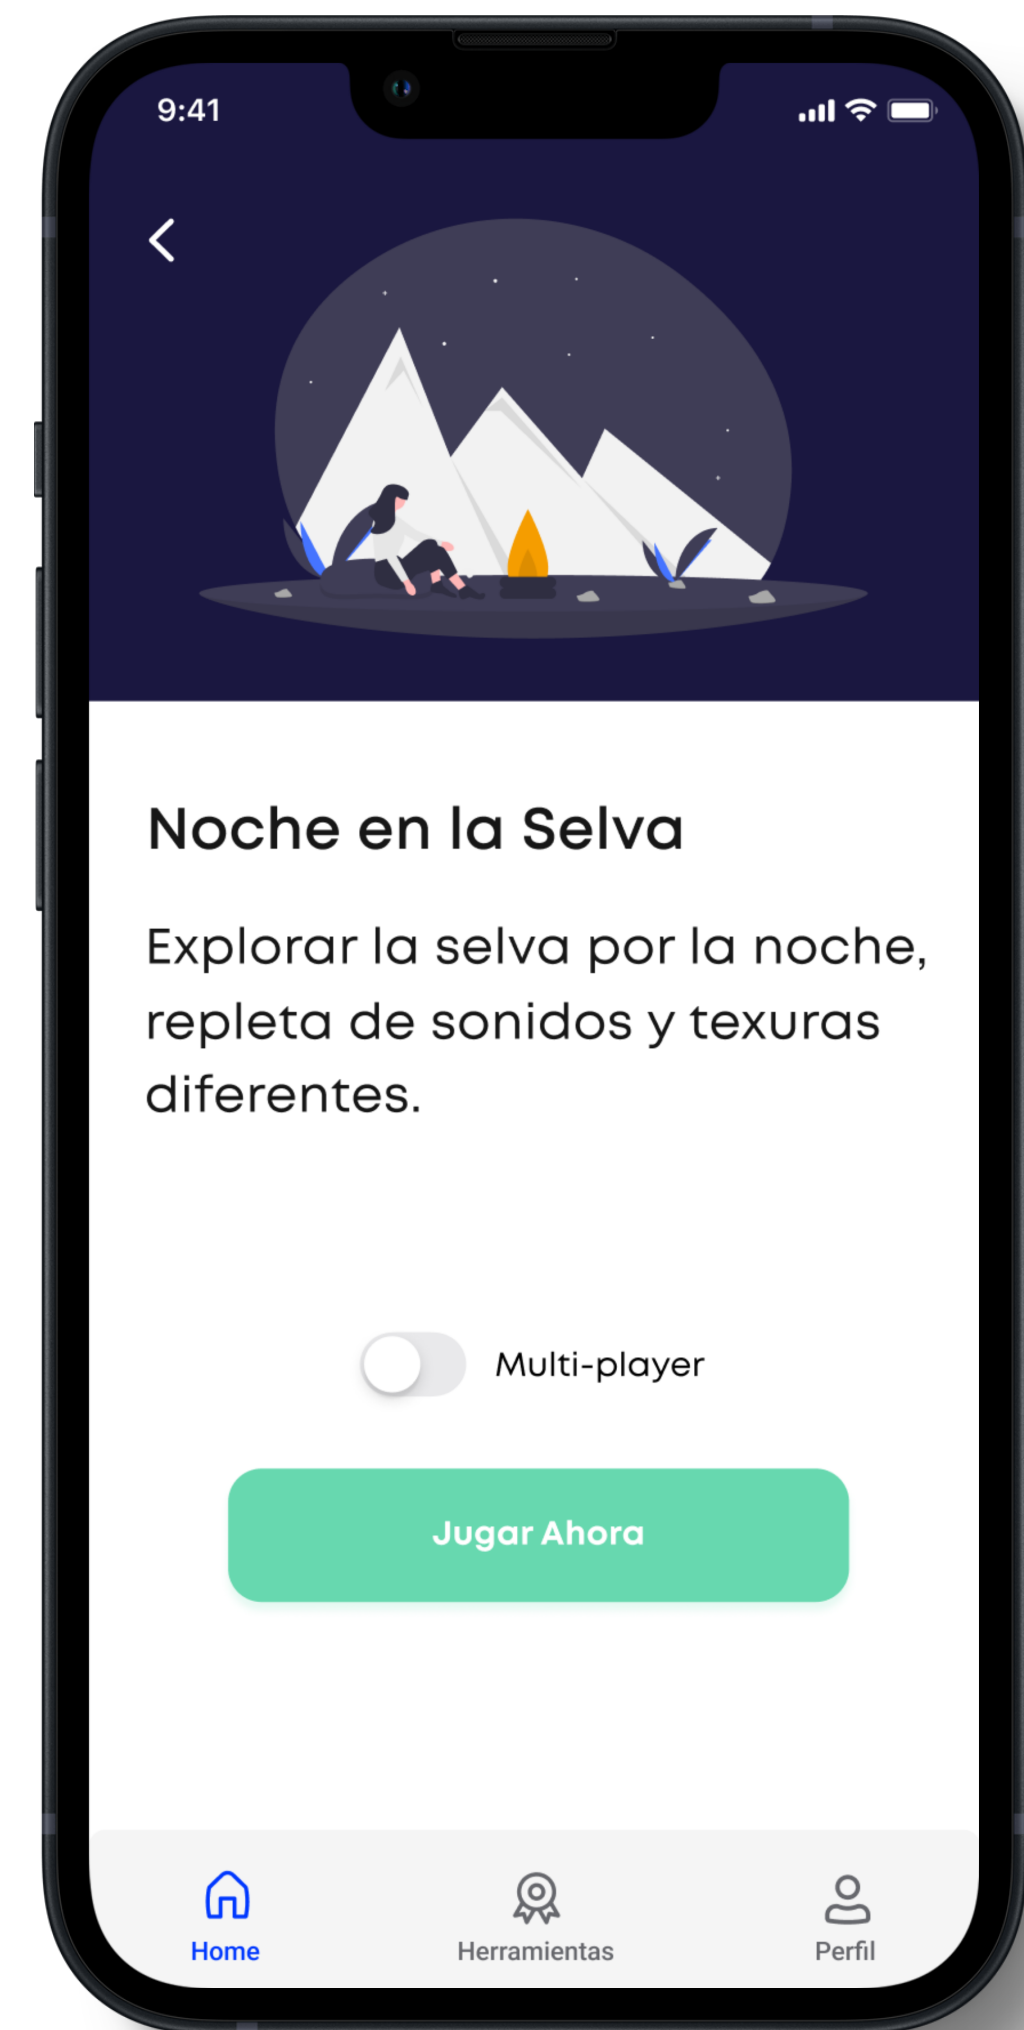 9:41
Noche en la Selva
Explorar la selva por la noche,
repleta de sonidos y texuras
diferentes.
Multi-player
Jugar Ahora
Home
Herramientas
Perfil